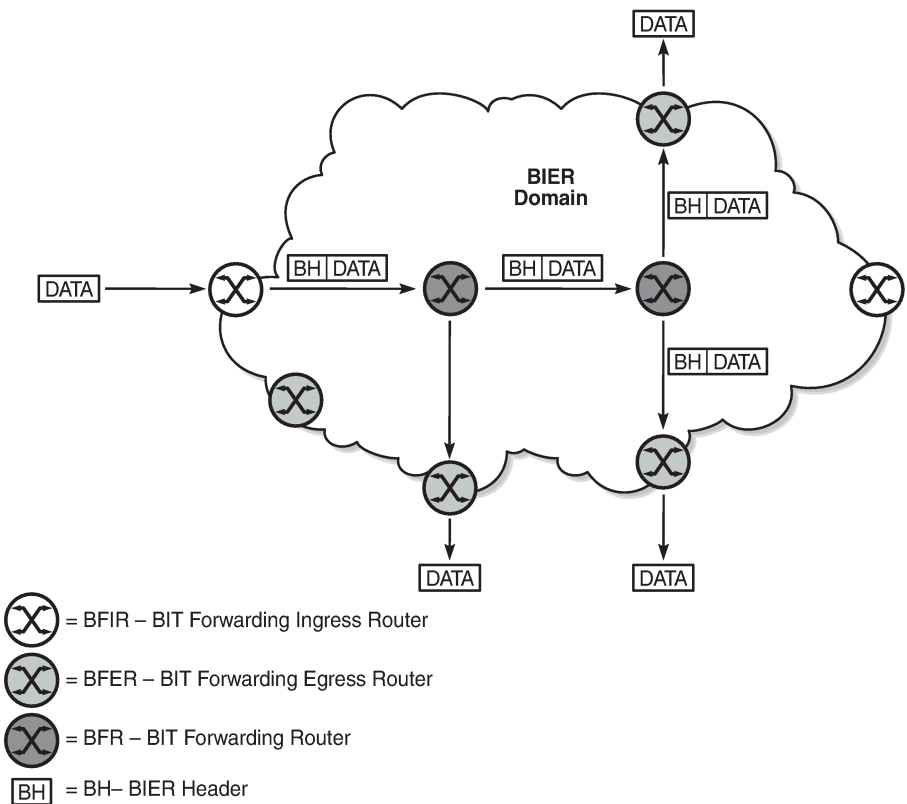 DATA
BIER
Domain
BH DATA
BH DATA
BH DATA
DATA
BH DATA
DATA
DATA
= BFIR – BIT Forwarding Ingress Router
= BFER – BIT Forwarding Egress Router
= BFR – BIT Forwarding Router
BH = BH– BIER Header